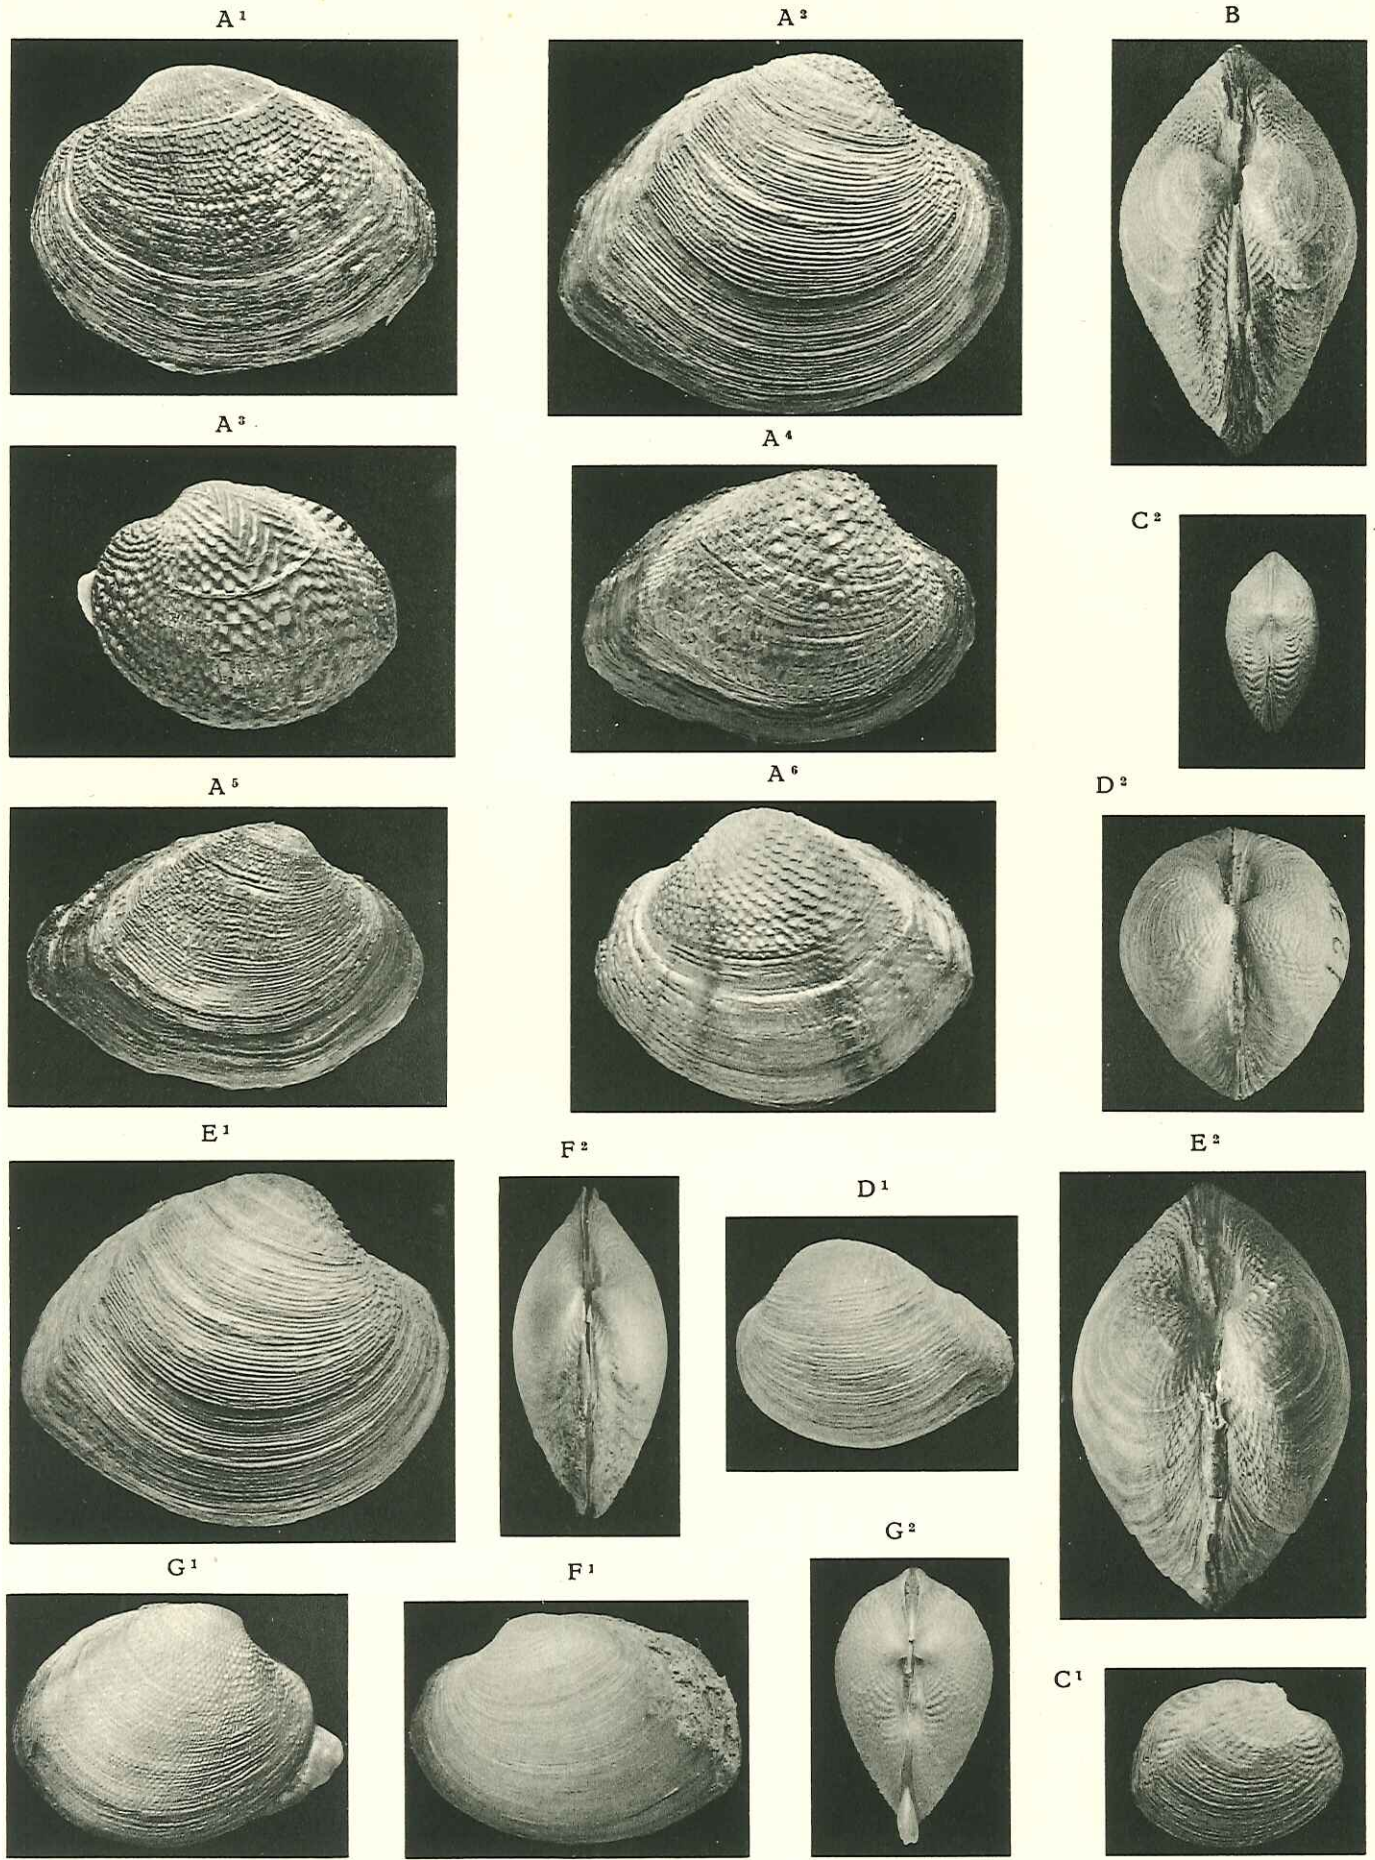 A¹ A² B
A³
A⁴
C²
A⁵ A⁶ D²
E¹ F² E²
D¹
G² 
G¹ F¹
C¹